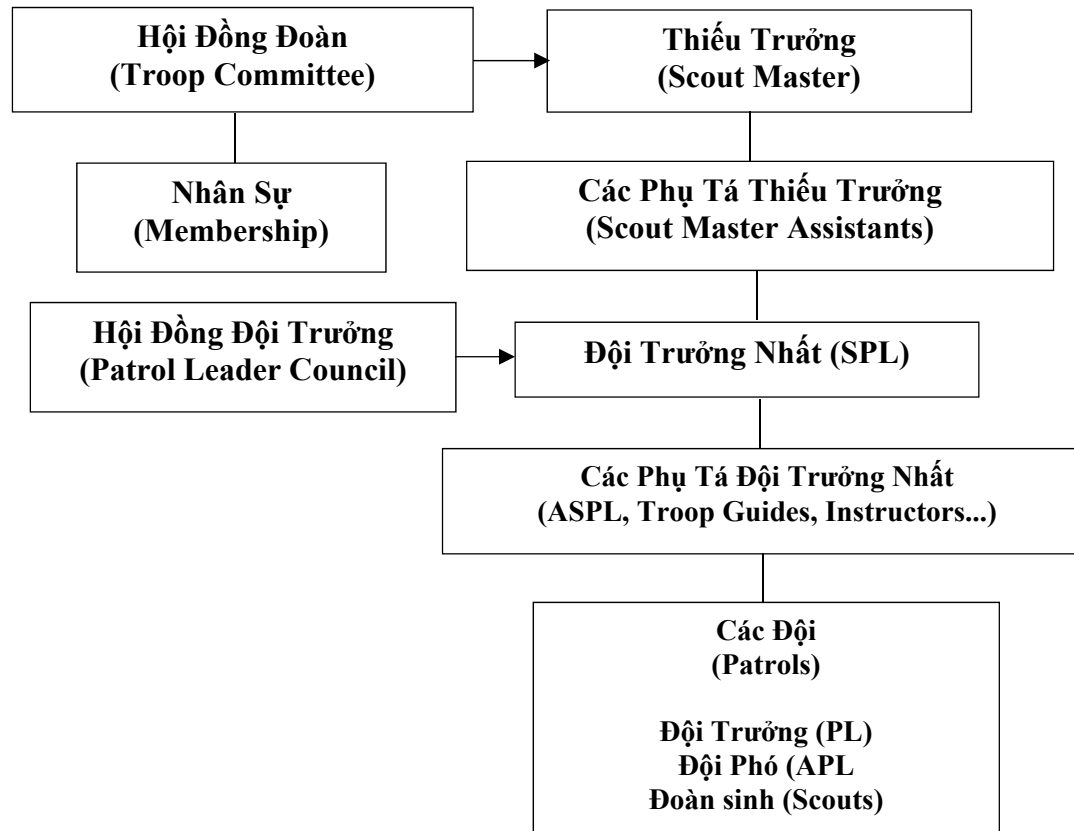 Hội Đồng Đoàn
(Troop Committee)
Thiếu Trưởng
(Scout Master)
Nhân Sự
(Membership)
Các Phụ Tá Thiếu Trưởng
(Scout Master Assistants)
Hội Đồng Đội Trưởng
(Patrol Leader Council)
Đội Trưởng Nhất (SPL)
Các Phụ Tá Đội Trưởng Nhất
(ASPL, Troop Guides, Instructors...)
Các Đội
(Patrols)
Đội Trưởng (PL)
Đội Phó (APL
Đoàn sinh (Scouts)